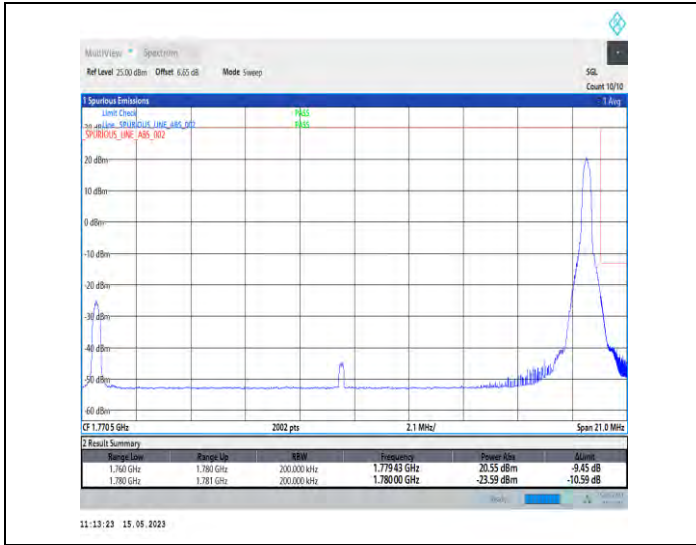 MultiView Spectrum
Ref Level 25.00 dBm Offset 6.65 dB Mode Sweep SGL
Count 10/10
1 Spurious Emissions 1 Avg
Limit Check PASS
Line _SPURIOUS_LINE_ABS_002 PASS
_SPURIOUS_LINE_ABS_002
20 dBm
10 dBm
0 dBm
-10 dBm
-20 dBm
-30 dBm
-40 dBm
-50 dBm
-60 dBm
CF 1.7705 GHz 2002 pts 2.1 MHz/ Span 21.0 MHz
2 Result Summary
Range Low Range Up RBW Frequency Power Abs ΔLimit
1.760 GHz 1.780 GHz 200.000 kHz 1.77943 GHz 20.55 dBm -9.45 dB
1.780 GHz 1.781 GHz 200.000 kHz 1.78000 GHz -23.59 dBm -10.59 dB
11:13:23 15.05.2023